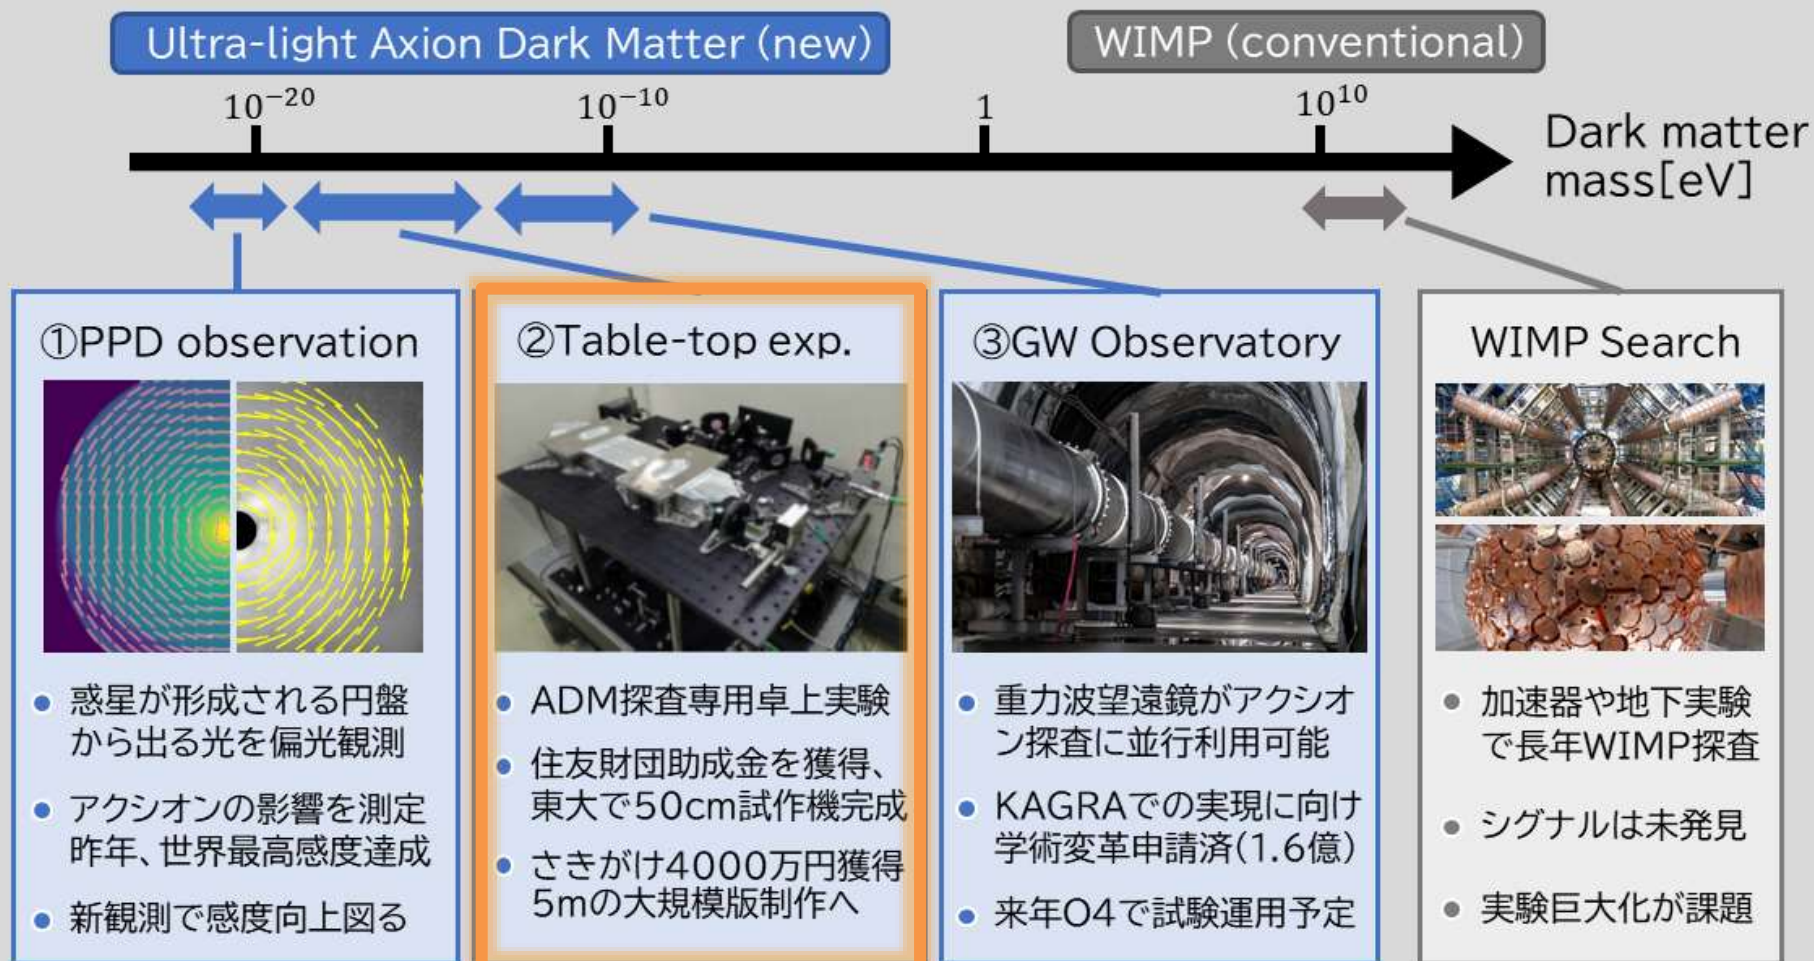 Ultra-light Axion Dark Matter (new)
WIMP (conventional)
10⁻²⁰
10⁻¹⁰
1
10¹⁰
Dark matter
mass[eV]
①PPD observation
惑星が形成される円盤
から出る光を偏光観測
アクシオンの影響を測定
昨年、世界最高感度達成
新観測で感度向上図る
②Table-top exp.
ADM探査専用卓上実験
住友財団助成金を獲得、
東大で50cm試作機完成
さきがけ4000万円獲得
5mの大規模版制作へ
③GW Observatory
重力波望遠鏡がアクシオ
ン探査に並行利用可能
KAGRAでの実現に向け
学術変革申請済(1.6億)
来年O4で試験運用予定
WIMP Search
加速器や地下実験
で長年WIMP探査
シグナルは未発見
実験巨大化が課題